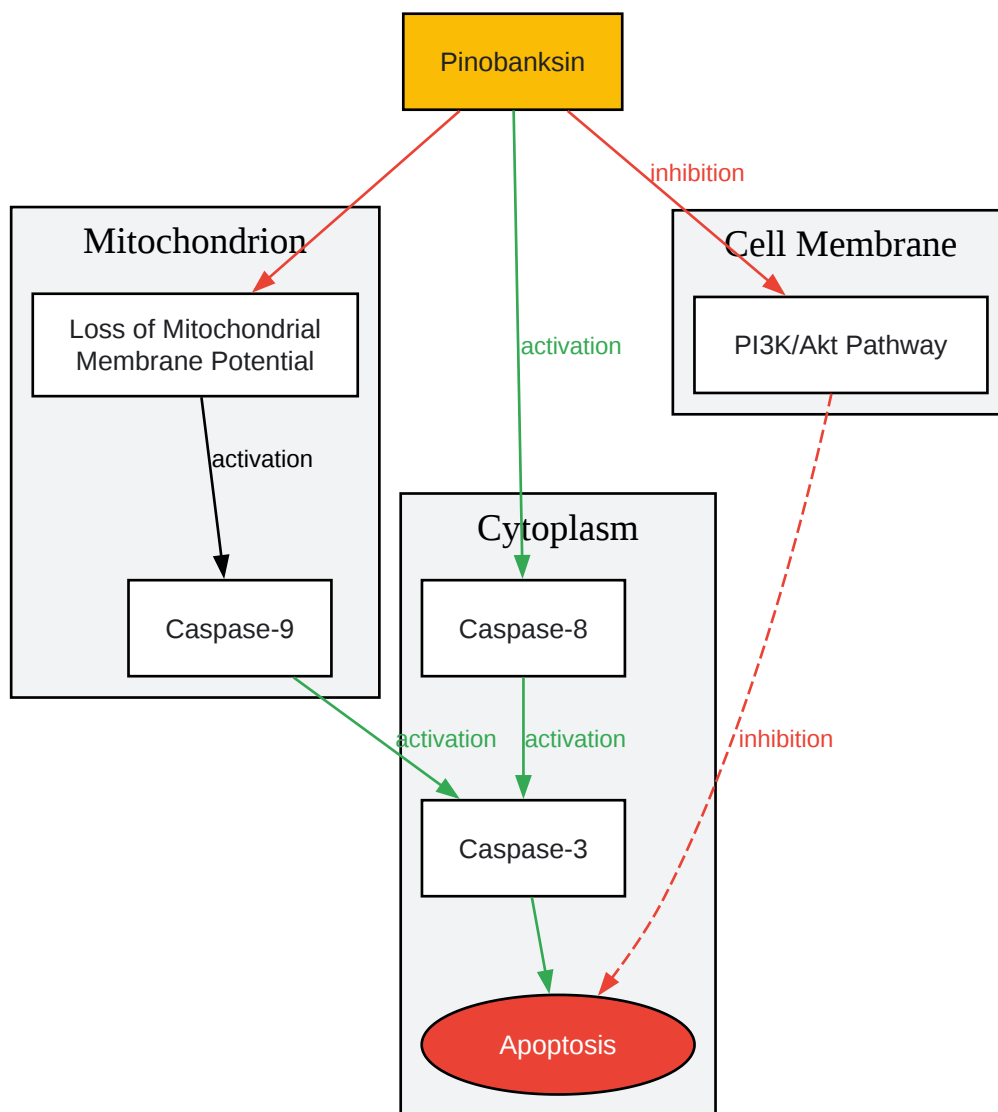 Pinobanksin
inhibition
Mitochondrion
Cell Membrane
Loss of Mitochondrial
Membrane Potential
activation
PI3K/Akt Pathway
activation
Cytoplasm
Caspase-9
Caspase-8
activation
activation
inhibition
Caspase-3
Apoptosis